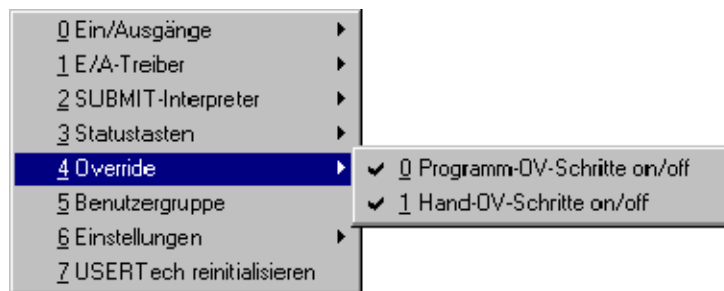 0 Ein/Ausgänge
1 E/A-Treiber
2 SUBMIT-Interpreter
3 Statustasten
4 Override
0 Programm-OV-Schritte on/off
5 Benutzergruppe
1 Hand-OV-Schritte on/off
6 Einstellungen
7 USERTech reinitialisieren